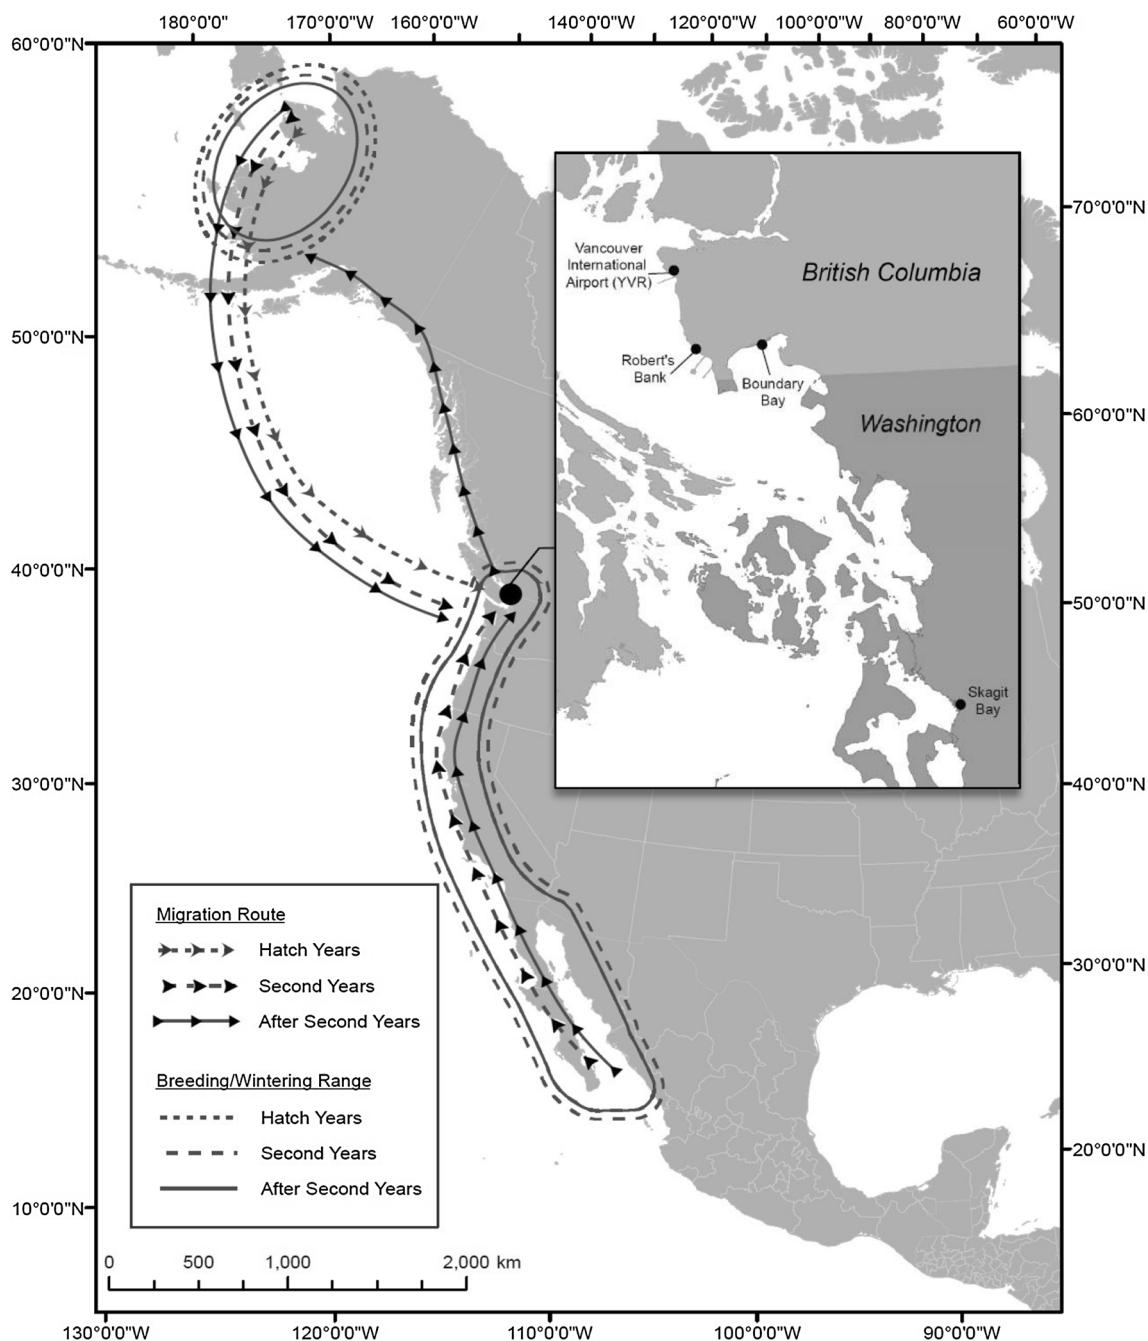 180°0'0"
170°0'0"W
160°0'0"W
140°0'0"W
120°0'0"W
100°0'0"W
80°0'0"W
60°0'0"W
60°0'0"N
50°0'0"N
40°0'0"N
30°0'0"N
20°0'0"N
10°0'0"N
70°0'0"N
60°0'0"N
50°0'0"N
40°0'0"N
30°0'0"N
20°0'0"N
Vancouver
International
Airport (YVR)
British Columbia
Robert's
Bank
Boundary
Bay
Washington
Skagit
Bay
Migration Route
Hatch Years
Second Years
After Second Years
Breeding/Wintering Range
Hatch Years
Second Years
After Second Years
0 500 1,000 2,000 km
130°0'0"W
120°0'0"W
110°0'0"W
100°0'0"W
90°0'0"W